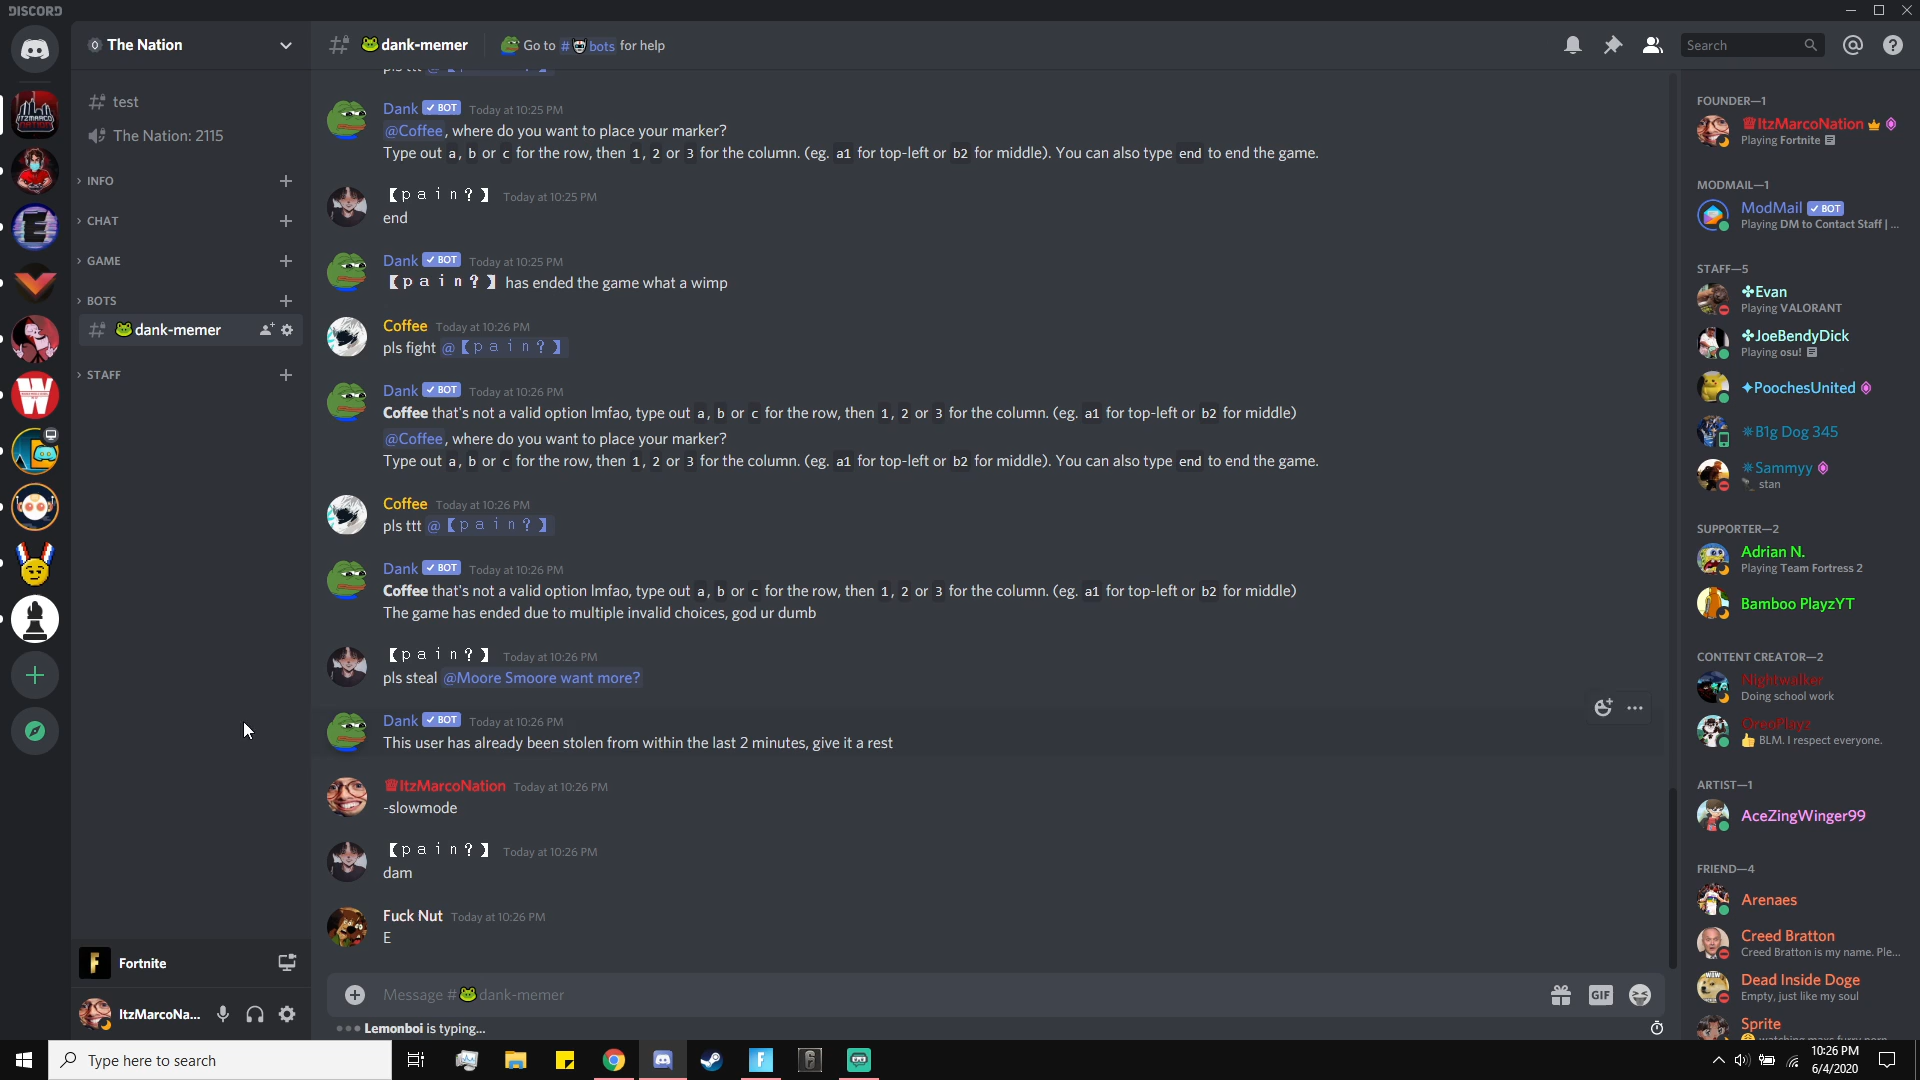 DISCORD
The Nation
🐸dank-memer
Go to # bots for help
Search
test
The Nation: 2115
INFO
CHAT
GAME
BOTS
🐸dank-memer
STAFF
Dank BOT Today at 10:25 PM
@Coffee, where do you want to place your marker?
Type out a, b or c for the row, then 1, 2 or 3 for the column. (eg. a1 for top-left or b2 for middle). You can also type end to end the game.
【pain?】 Today at 10:25 PM
end
Dank BOT Today at 10:25 PM
【pain?】 has ended the game what a wimp
Coffee Today at 10:26 PM
pls fight @【pain?】
Dank BOT Today at 10:26 PM
Coffee that's not a valid option lmfao, type out a, b or c for the row, then 1, 2 or 3 for the column. (eg. a1 for top-left or b2 for middle)
@Coffee, where do you want to place your marker?
Type out a, b or c for the row, then 1, 2 or 3 for the column. (eg. a1 for top-left or b2 for middle). You can also type end to end the game.
Coffee Today at 10:26 PM
pls ttt @【pain?】
Dank BOT Today at 10:26 PM
Coffee that's not a valid option lmfao, type out a, b or c for the row, then 1, 2 or 3 for the column. (eg. a1 for top-left or b2 for middle)
The game has ended due to multiple invalid choices, god ur dumb
【pain?】 Today at 10:26 PM
pls steal @Moore Smoore want more?
Dank BOT Today at 10:26 PM
This user has already been stolen from within the last 2 minutes, give it a rest
♕ItzMarcoNation Today at 10:26 PM
-slowmode
【pain?】 Today at 10:26 PM
dam
Fuck Nut Today at 10:26 PM
E
Message #🐸dank-memer
GIF
Lemonboi is typing...
FOUNDER—1
♕ItzMarcoNation
Playing Fortnite
MODMAIL—1
ModMail BOT
Playing DM to Contact Staff | ...
STAFF—5
✤Evan
Playing VALORANT
✤JoeBendyDick
Playing osu!
✦PoochesUnited
✵B1g Dog 345
✵Sammyy
stan
SUPPORTER—2
Adrian N.
Playing Team Fortress 2
Bamboo PlayzYT
CONTENT CREATOR—2
Nightwalker
Doing school work
OreoPlayz
👍 BLM. I respect everyone.
ARTIST—1
AceZingWinger99
FRIEND—4
Arenaes
Creed Bratton
Creed Bratton is my name. Ple...
Dead Inside Doge
Empty, just like my soul
Sprite
Fortnite
ItzMarcoNa...
Type here to search
10:26 PM
6/4/2020